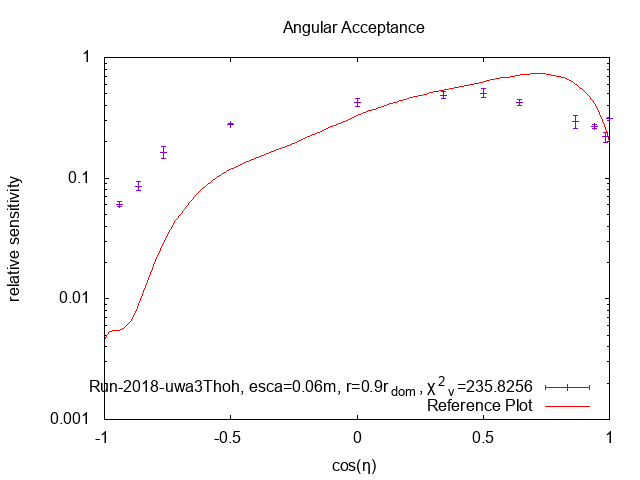 Angular Acceptance
relative sensitivity
1
0.1
0.01
0.001
Run-2018-uwa3Thoh, esca=0.06m, r=0.9r_dom, χ²_v=235.8256
Reference Plot
-1 -0.5 0 0.5 1
cos(η)